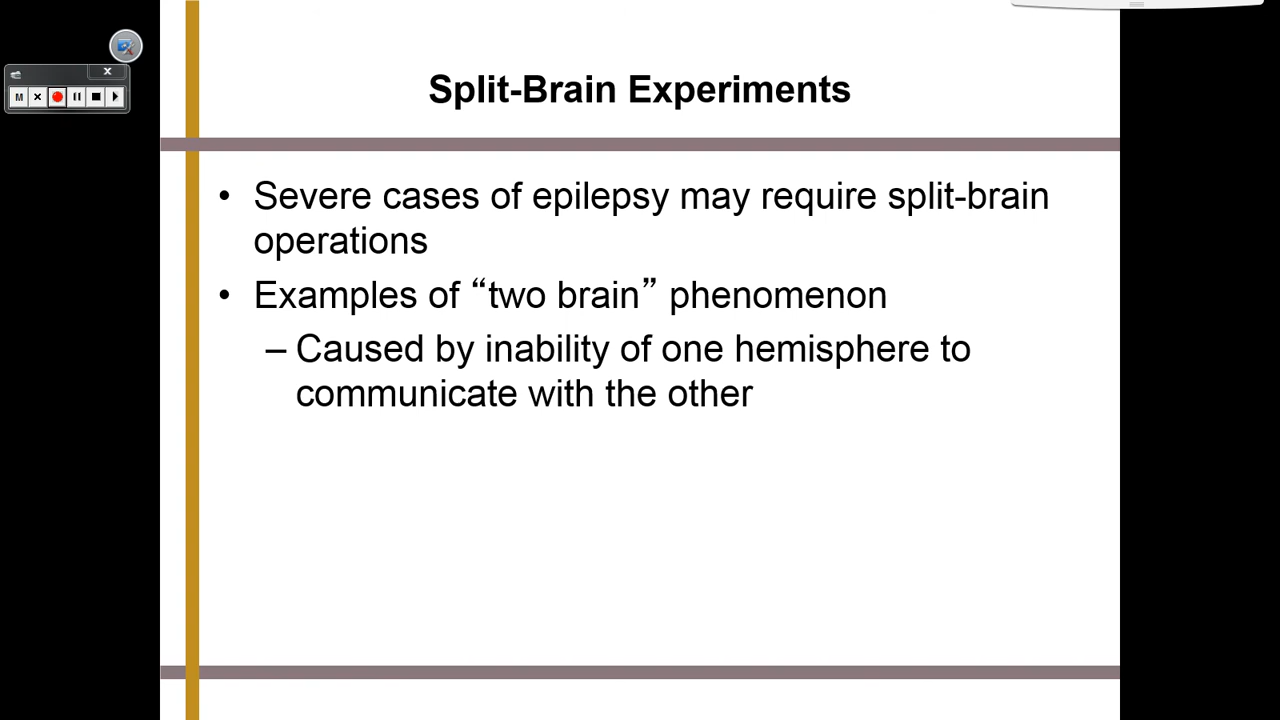 Split-Brain Experiments
M
• Severe cases of epilepsy may require split-brain
operations
• Examples of “two brain” phenomenon
– Caused by inability of one hemisphere to
communicate with the other